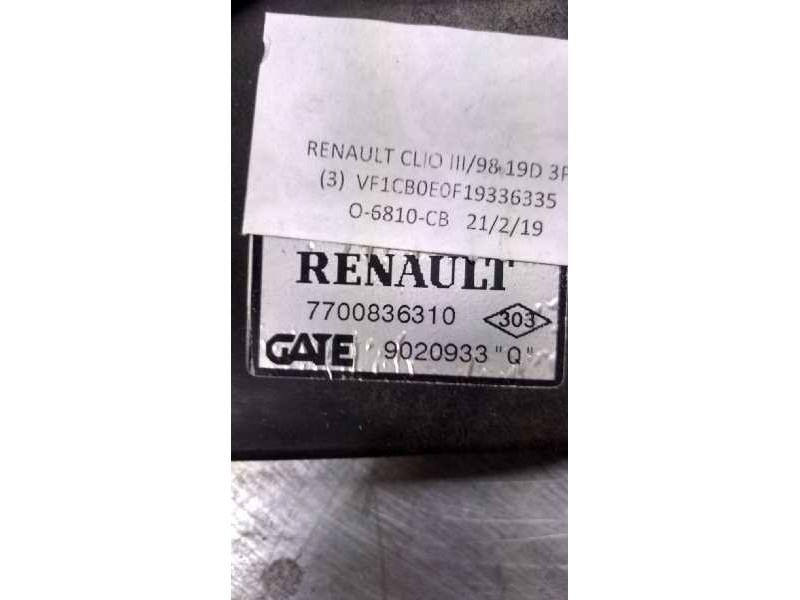 RENAULT CLIO III/98 19D 3P
(3) VF1CB0E0F19336335
O-6810-CB 21/2/19
RENAULT
7700836310 303
GATE 9020933 "Q"